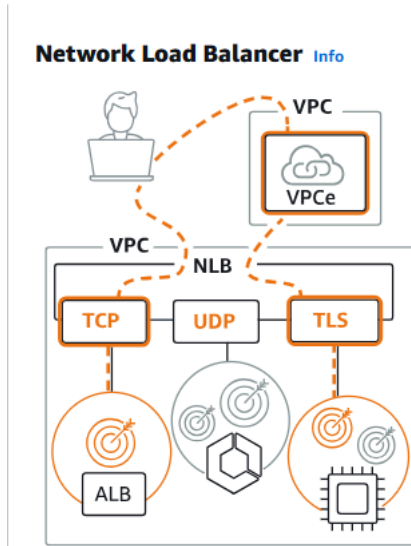 Network Load Balancer Info
VPC
VPCe
VPC
NLB
TCP UDP TLS
ALB